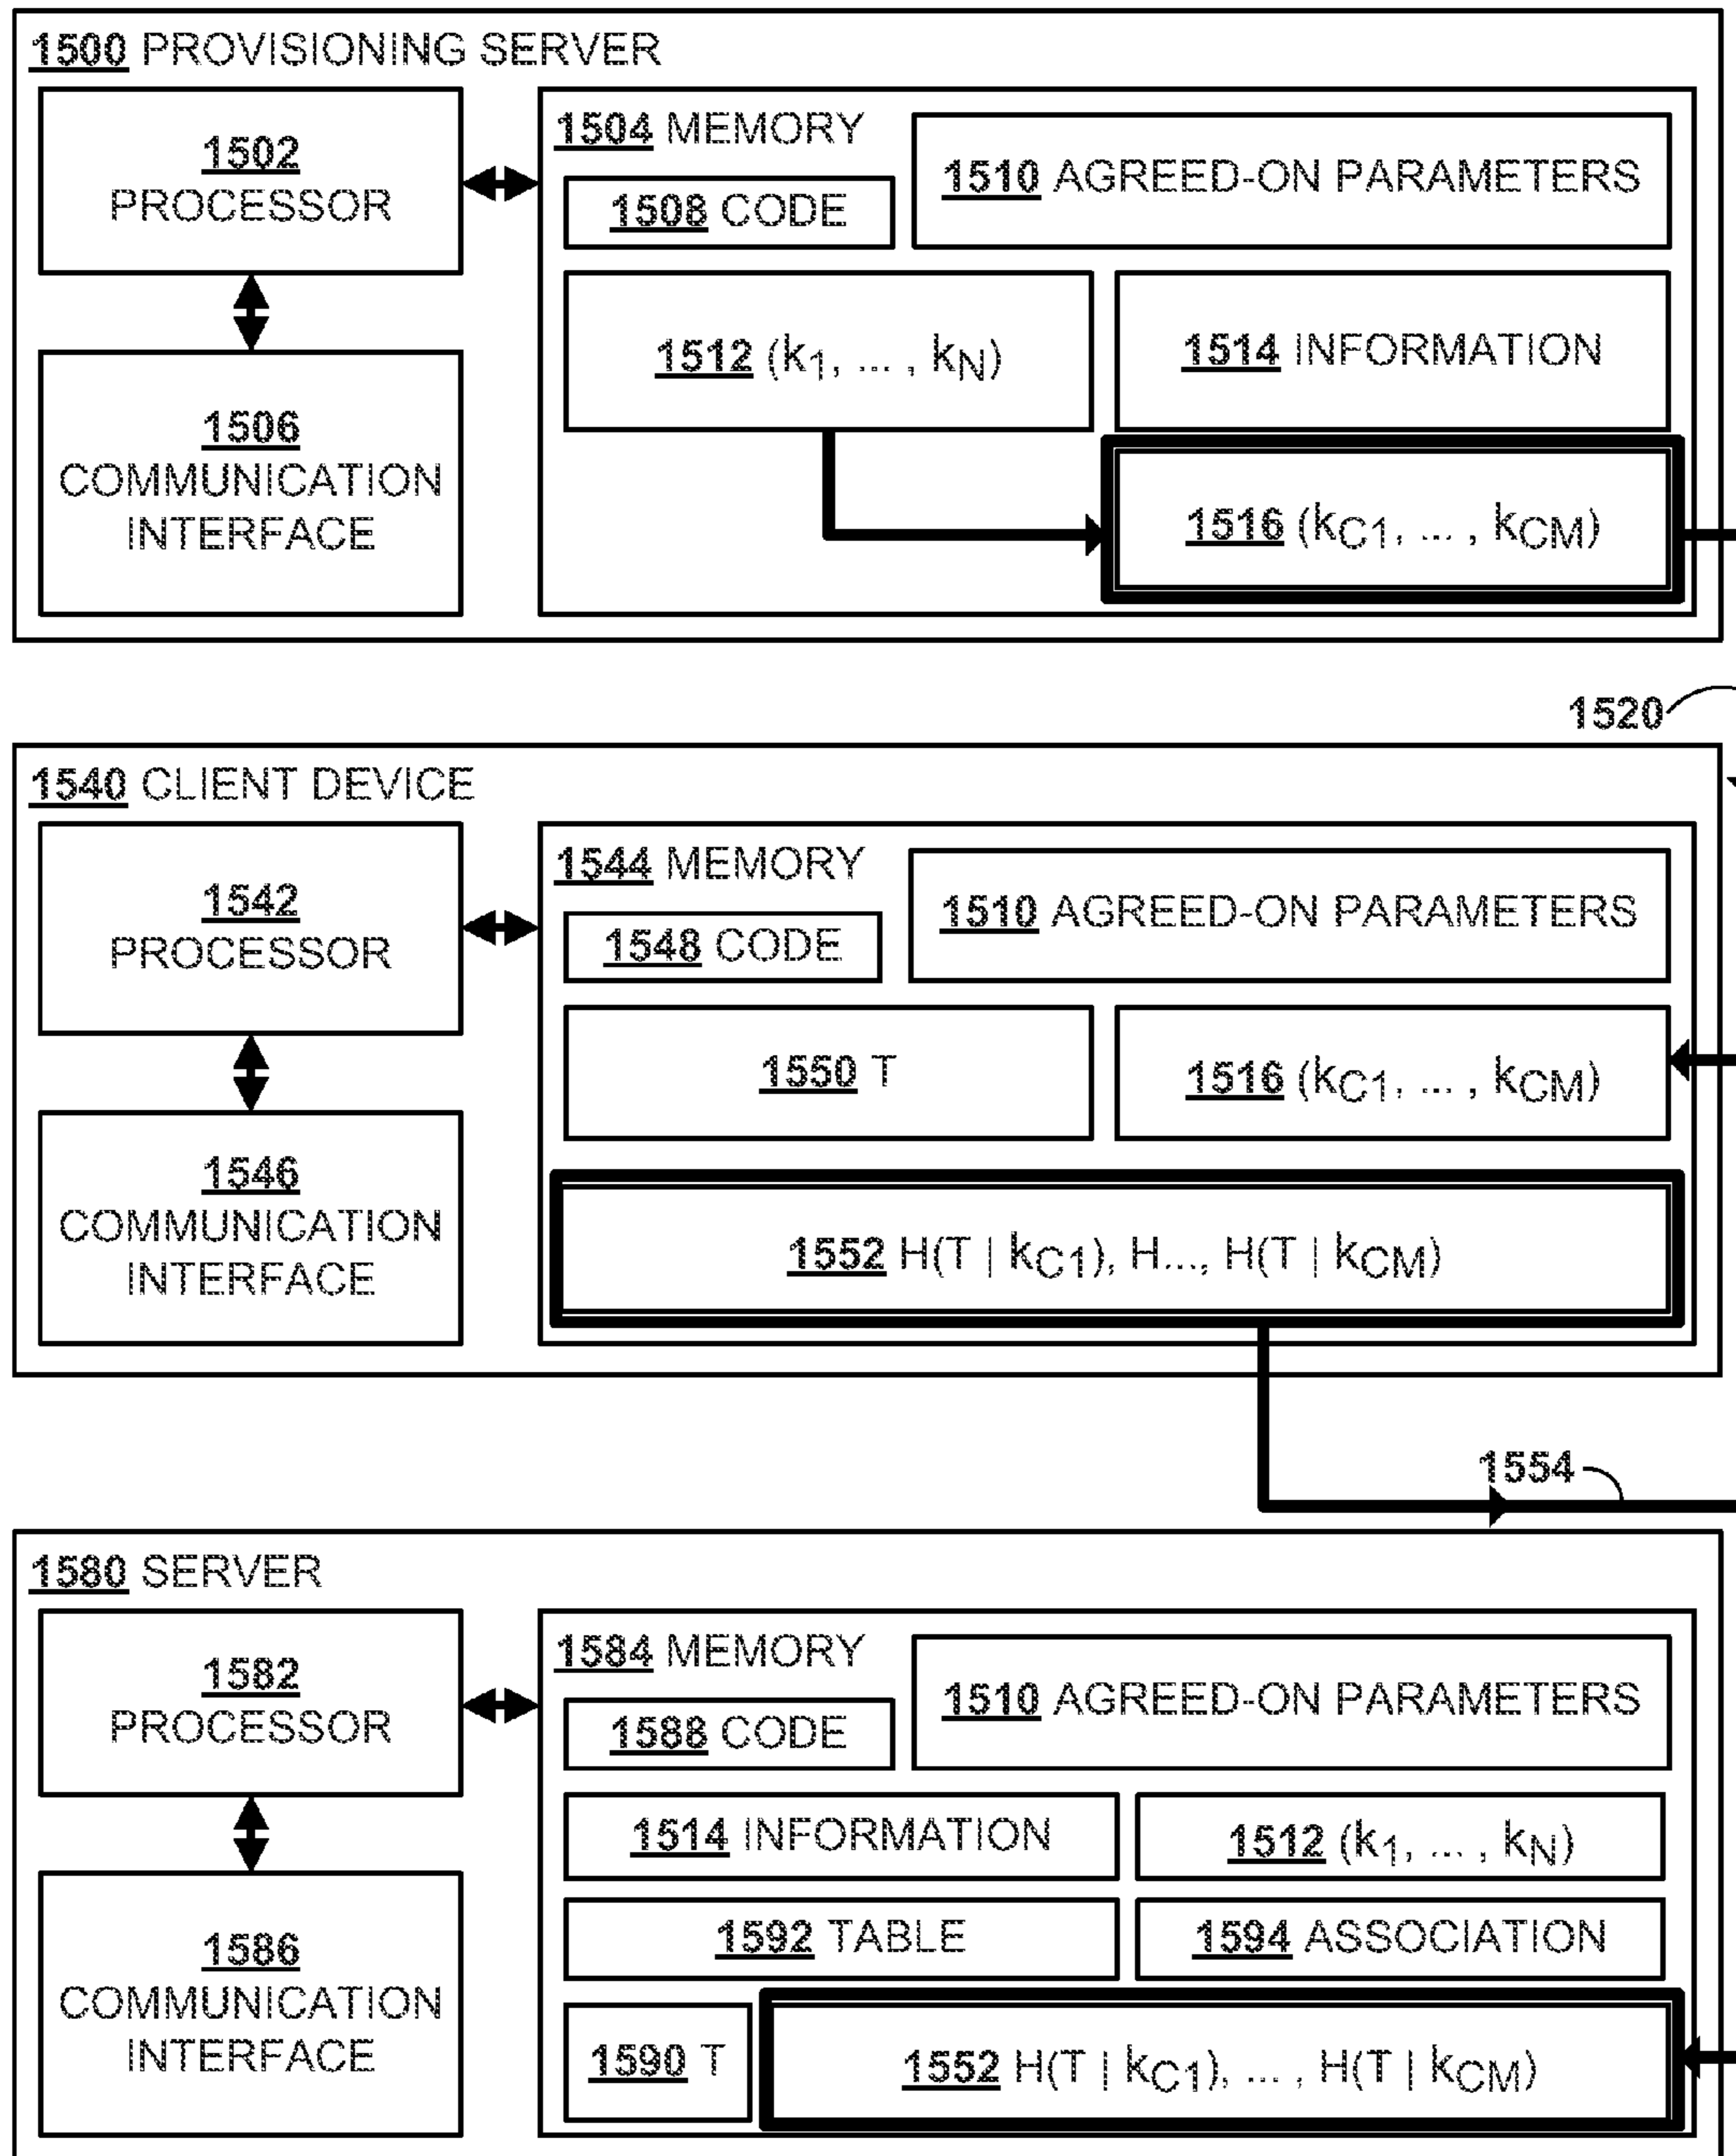 1500 PROVISIONING SERVER
1502
PROCESSOR
1504 MEMORY
1510 AGREED-ON PARAMETERS
1508 CODE
1512 (k1, ... , kN)
1514 INFORMATION
1506
COMMUNICATION
INTERFACE
1516 (kC1, ... , kCM)
1520
1540 CLIENT DEVICE
1542
PROCESSOR
1544 MEMORY
1510 AGREED-ON PARAMETERS
1548 CODE
1550 T
1516 (kC1, ... , kCM)
1546
COMMUNICATION
INTERFACE
1552 H(T | kC1), H..., H(T | kCM)
1554
1580 SERVER
1582
PROCESSOR
1584 MEMORY
1510 AGREED-ON PARAMETERS
1588 CODE
1514 INFORMATION
1512 (k1, ... , kN)
1592 TABLE
1594 ASSOCIATION
1586
COMMUNICATION
INTERFACE
1590 T
1552 H(T | kC1), ... , H(T | kCM)